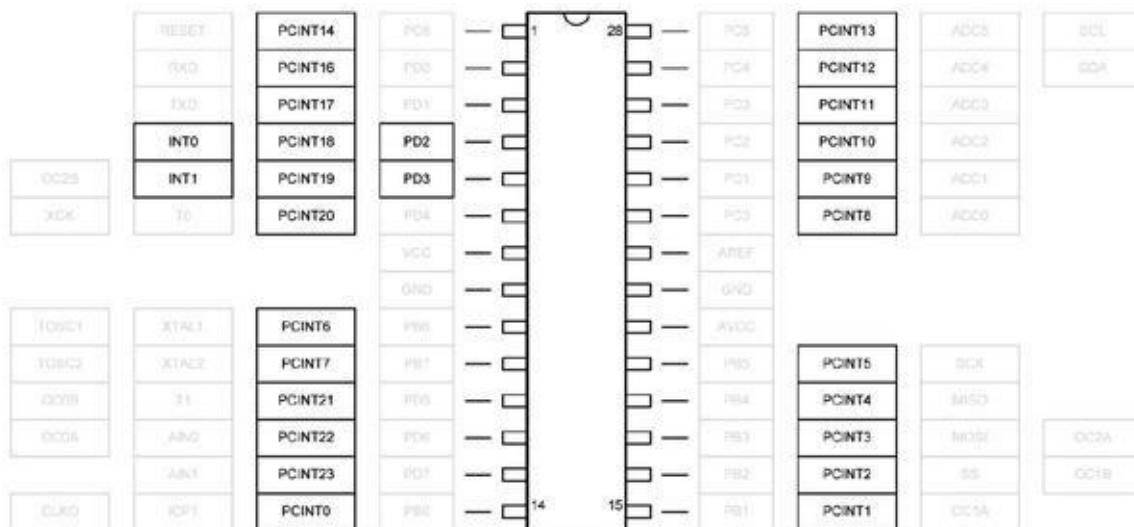 RESET PCINT14 PC6 1 28 PC5 PCINT13 ADC5 SCL
RXD PCINT16 PD0 PC4 PCINT12 ADC4 SDA
TXD PCINT17 PD1 PC3 PCINT11 ADC3
INT0 PCINT18 PD2 PC2 PCINT10 ADC2
OC2B INT1 PCINT19 PD3 PC1 PCINT9 ADC1
XCK T0 PCINT20 PD4 PCINT8 ADC0
VCC AREF
GND GND
TOSC1 XTAL1 PCINT6 PB6 AVCC
TOSC2 XTAL2 PCINT7 PB7 PB5 PCINT5 SCK
OC0B T1 PCINT21 PD5 PB4 PCINT4 MISO
OC0A AIN0 PCINT22 PD6 PB3 PCINT3 MOSI OC2A
AIN1 PCINT23 PD7 PB2 PCINT2 SS OC1B
CLKO ICP1 PCINT0 PB0 14 15 PB1 PCINT1 OC1A